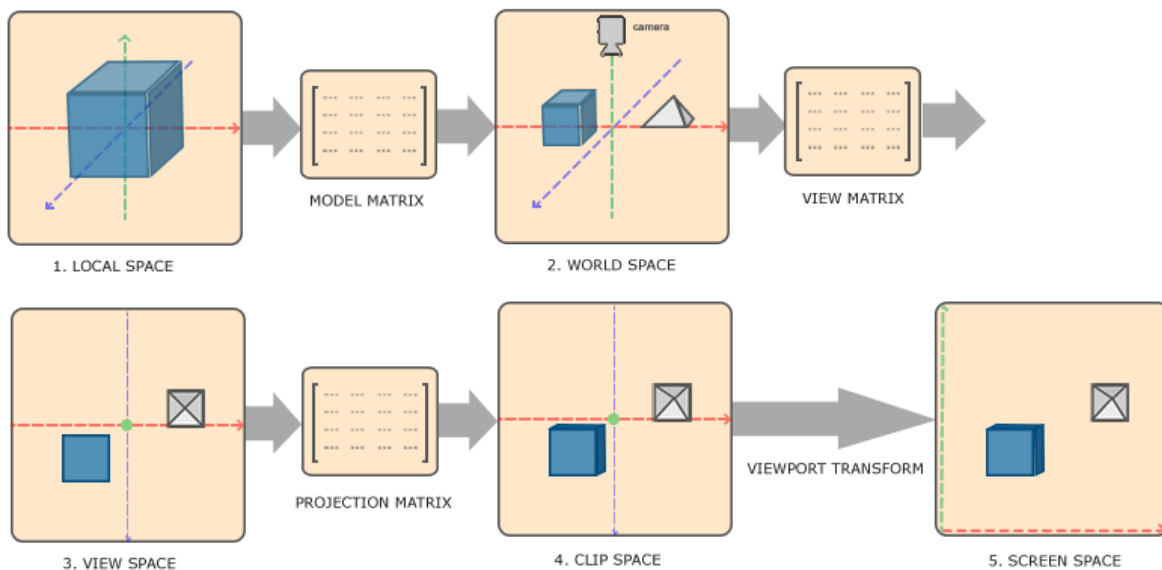 camera
MODEL MATRIX
VIEW MATRIX
1. LOCAL SPACE
2. WORLD SPACE
PROJECTION MATRIX
VIEWPORT TRANSFORM
3. VIEW SPACE
4. CLIP SPACE
5. SCREEN SPACE